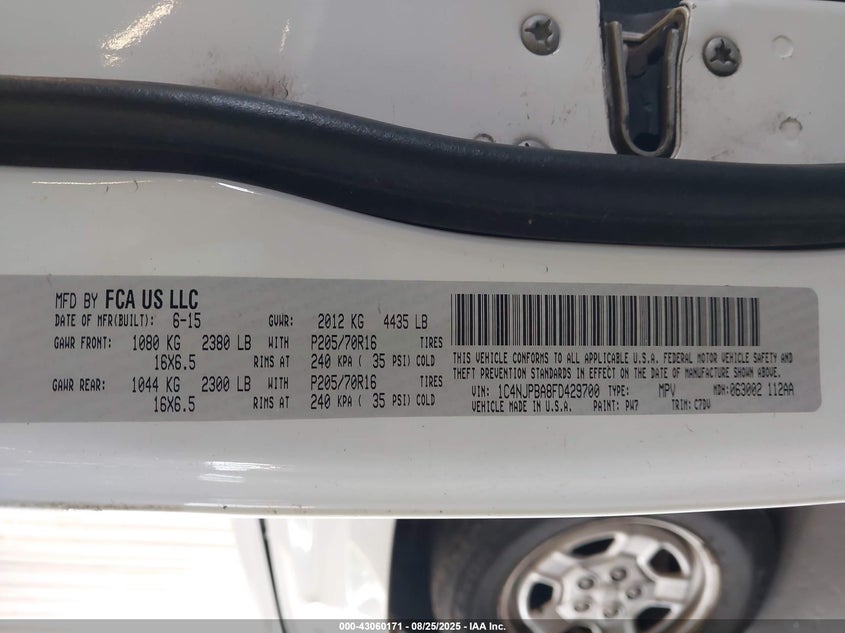 MFD BY FCA US LLC
DATE OF MFR(BUILT): 6-15 GVWR: 2012 KG 4435 LB
GAWR FRONT: 1080 KG 2380 LB WITH P205/70R16 TIRES
16X6.5 RIMS AT 240 KPA ( 35 PSI) COLD
GAWR REAR: 1044 KG 2300 LB WITH P205/70R16 TIRES
16X6.5 RIMS AT 240 KPA ( 35 PSI) COLD
THIS VEHICLE CONFORMS TO ALL APPLICABLE U.S.A. FEDERAL MOTOR VEHICLE SAFETY AND
THEFT PREVENTION STANDARDS IN EFFECT ON THE DATE OF MANUFACTURE SHOWN ABOVE.
VIN: 1C4NJPBA8FD429700 TYPE: MPV MDH: 063002 112AA
VEHICLE MADE IN U.S.A. PAINT: PW7 TRIM: C7DV
000-43060171 - 08/25/2025 - IAA Inc.